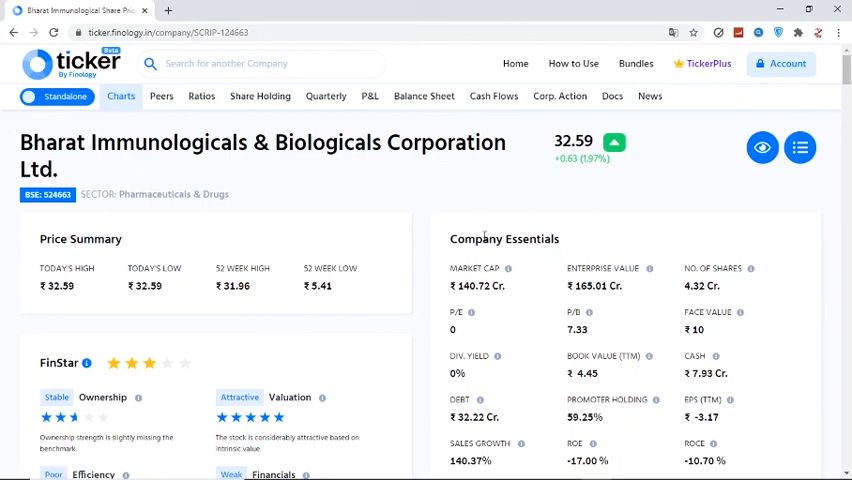 Bharat Immunological Share Price
ticker.finology.in/company/SCRIP-124663
ticker Beta
By Finology
Search for another Company
Home How to Use Bundles TickerPlus Account
Standalone Charts Peers Ratios Share Holding Quarterly P&L Balance Sheet Cash Flows Corp. Action Docs News
Bharat Immunologicals & Biologicals Corporation
Ltd.
32.59
+0.63 (1.97%)
BSE: 524663 SECTOR: Pharmaceuticals & Drugs
Price Summary
TODAY'S HIGH TODAY'S LOW 52 WEEK HIGH 52 WEEK LOW
₹ 32.59 ₹ 32.59 ₹ 31.96 ₹ 5.41
FinStar
Stable Ownership
Ownership strength is slightly missing the
benchmark.
Attractive Valuation
The stock is considerably attractive based on
intrinsic value.
Poor Efficiency
Weak Financials
Company Essentials
MARKET CAP ENTERPRISE VALUE NO. OF SHARES
₹ 140.72 Cr. ₹ 165.01 Cr. 4.32 Cr.
P/E P/B FACE VALUE
0 7.33 ₹ 10
DIV. YIELD BOOK VALUE (TTM) CASH
0% ₹ 4.45 ₹ 7.93 Cr.
DEBT PROMOTER HOLDING EPS (TTM)
₹ 32.22 Cr. 59.25% ₹ -3.17
SALES GROWTH ROE ROCE
140.37% -17.00 % -10.70 %